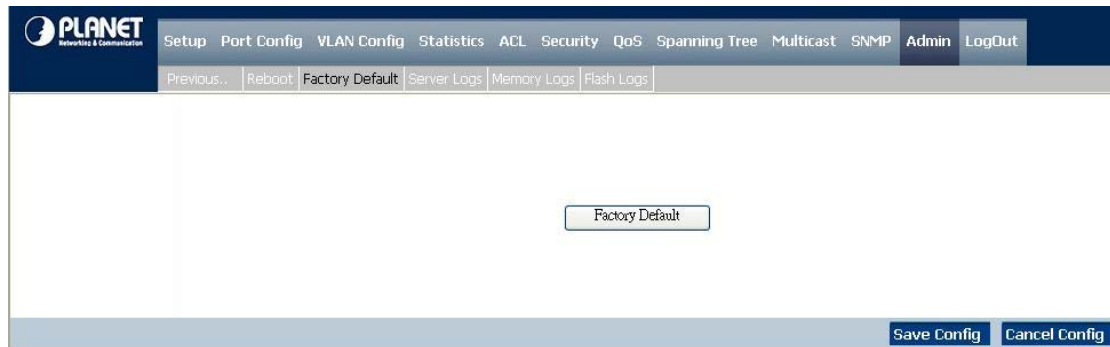 PLANET
Networking & Communication
Setup Port Config VLAN Config Statistics ACL Security QoS Spanning Tree Multicast SNMP Admin LogOut
Previous.. Reboot Factory Default Server Logs Memory Logs Flash Logs
Factory Default
Save Config Cancel Config